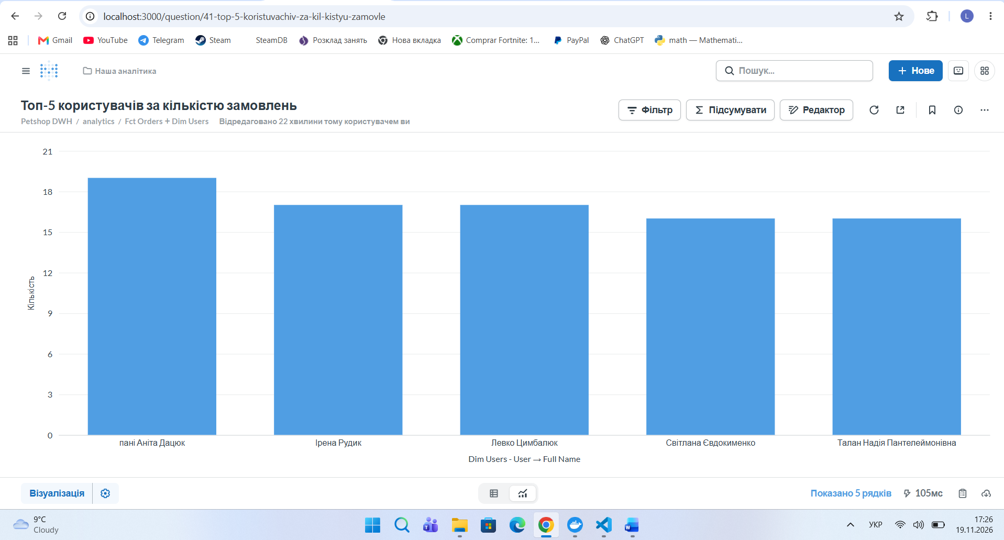 localhost:3000/question/41-top-5-koristuvachiv-za-kil-kistyu-zamovle
L
Gmail YouTube Telegram Steam SteamDB Розклад занять Нова вкладка Comprar Fortnite: 1... PayPal ChatGPT math — Mathemati...
Наша аналітика
Пошук...
+ Нове
Топ-5 користувачів за кількістю замовлень
Petshop DWH / analytics / Fct Orders + Dim Users Відредаговано 22 хвилини тому користувачем ви
Фільтр
Підсумувати
Редактор
21
18
15
12
9
6
3
0
Кількість
пані Аніта Дацюк
Ірена Рудик
Левко Цимбалюк
Світлана Євдокименко
Талан Надія Пантелеймонівна
Dim Users - User → Full Name
Візуалізація
Показано 5 рядків
105мс
9°C
Cloudy
УКР
17:26
19.11.2026